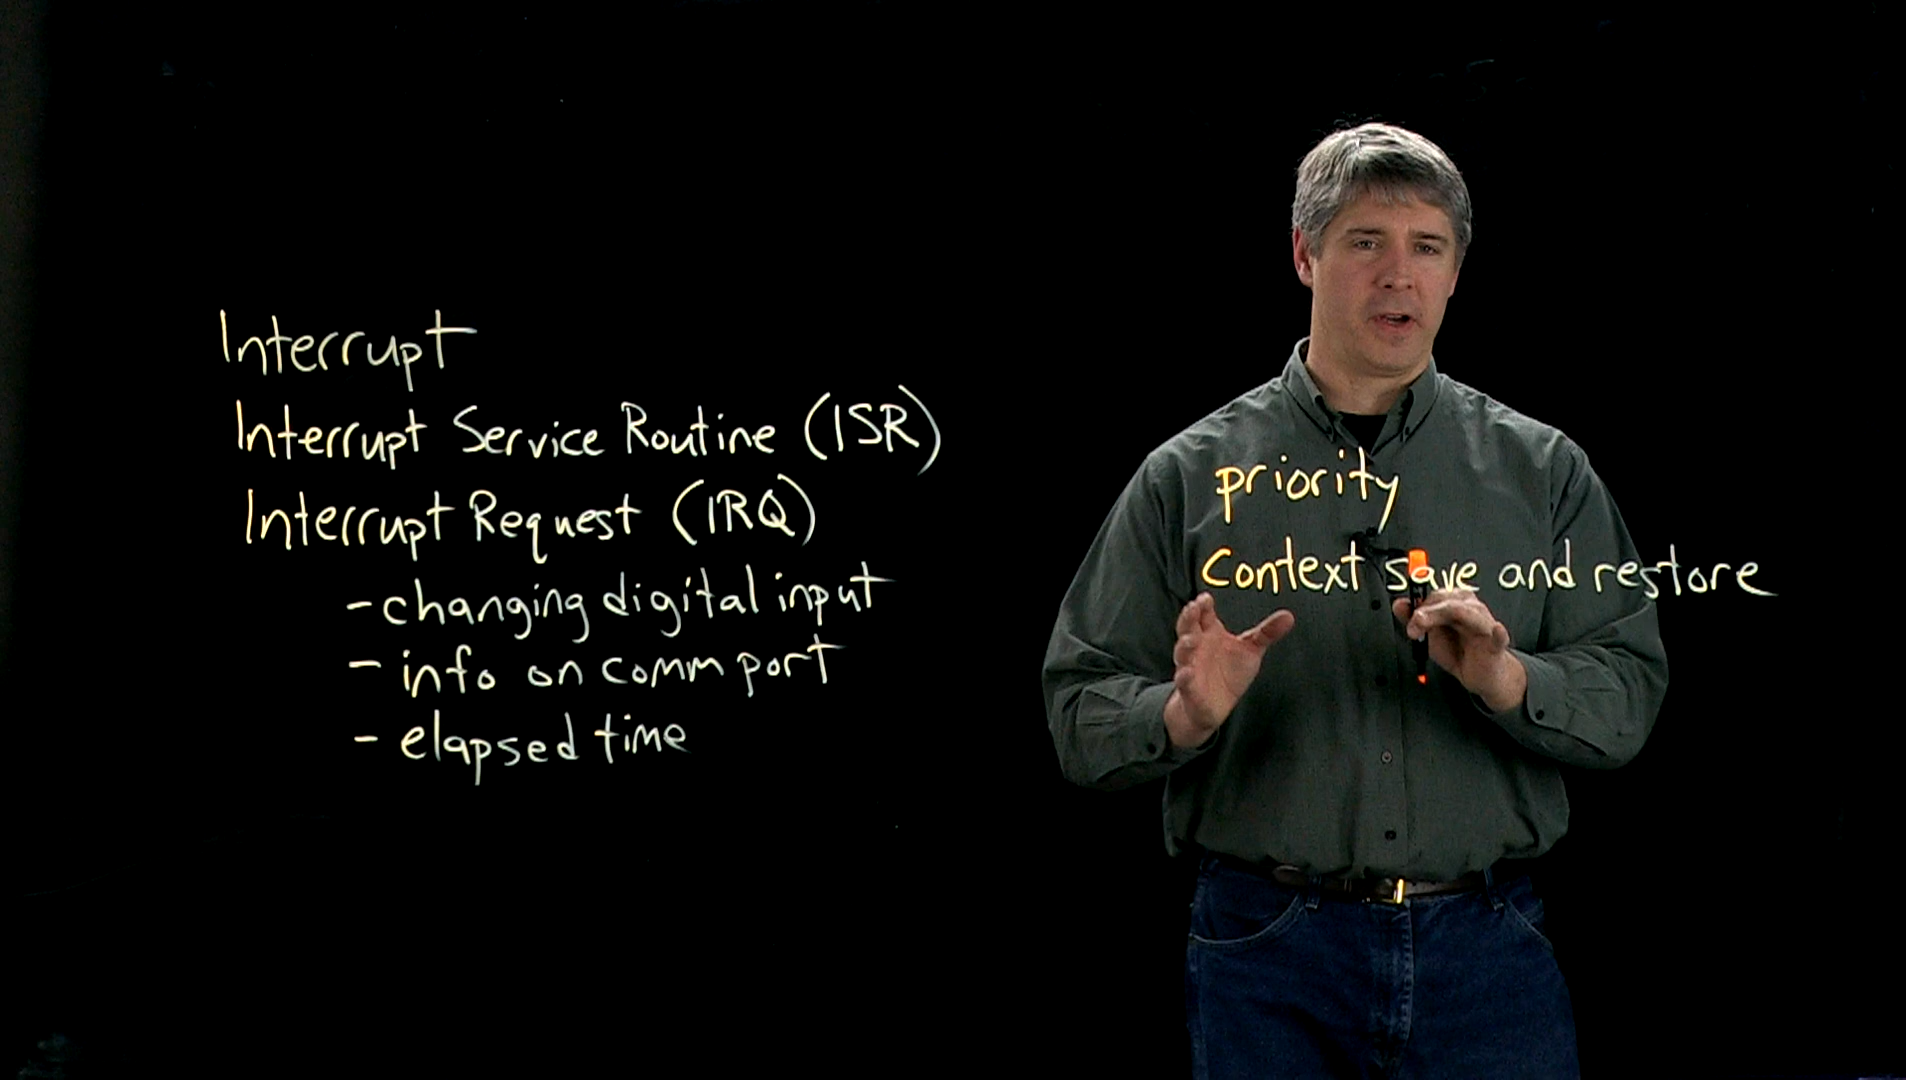 Interrupt
Interrupt Service Routine (ISR)
Interrupt Request (IRQ)
- changing digital input
- info on comm port
- elapsed time
priority
Context save and restore